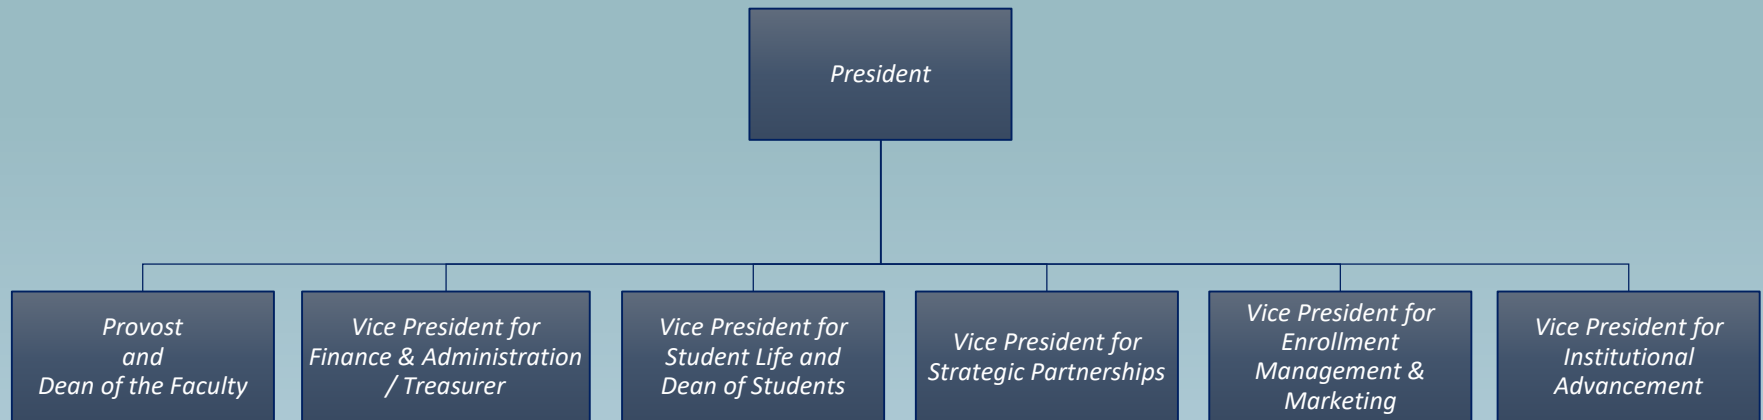 President
Provost
and
Dean of the Faculty
Vice President for
Finance & Administration
/ Treasurer
Vice President for
Student Life and
Dean of Students
Vice President for
Strategic Partnerships
Vice President for
Enrollment
Management &
Marketing
Vice President for
Institutional
Advancement